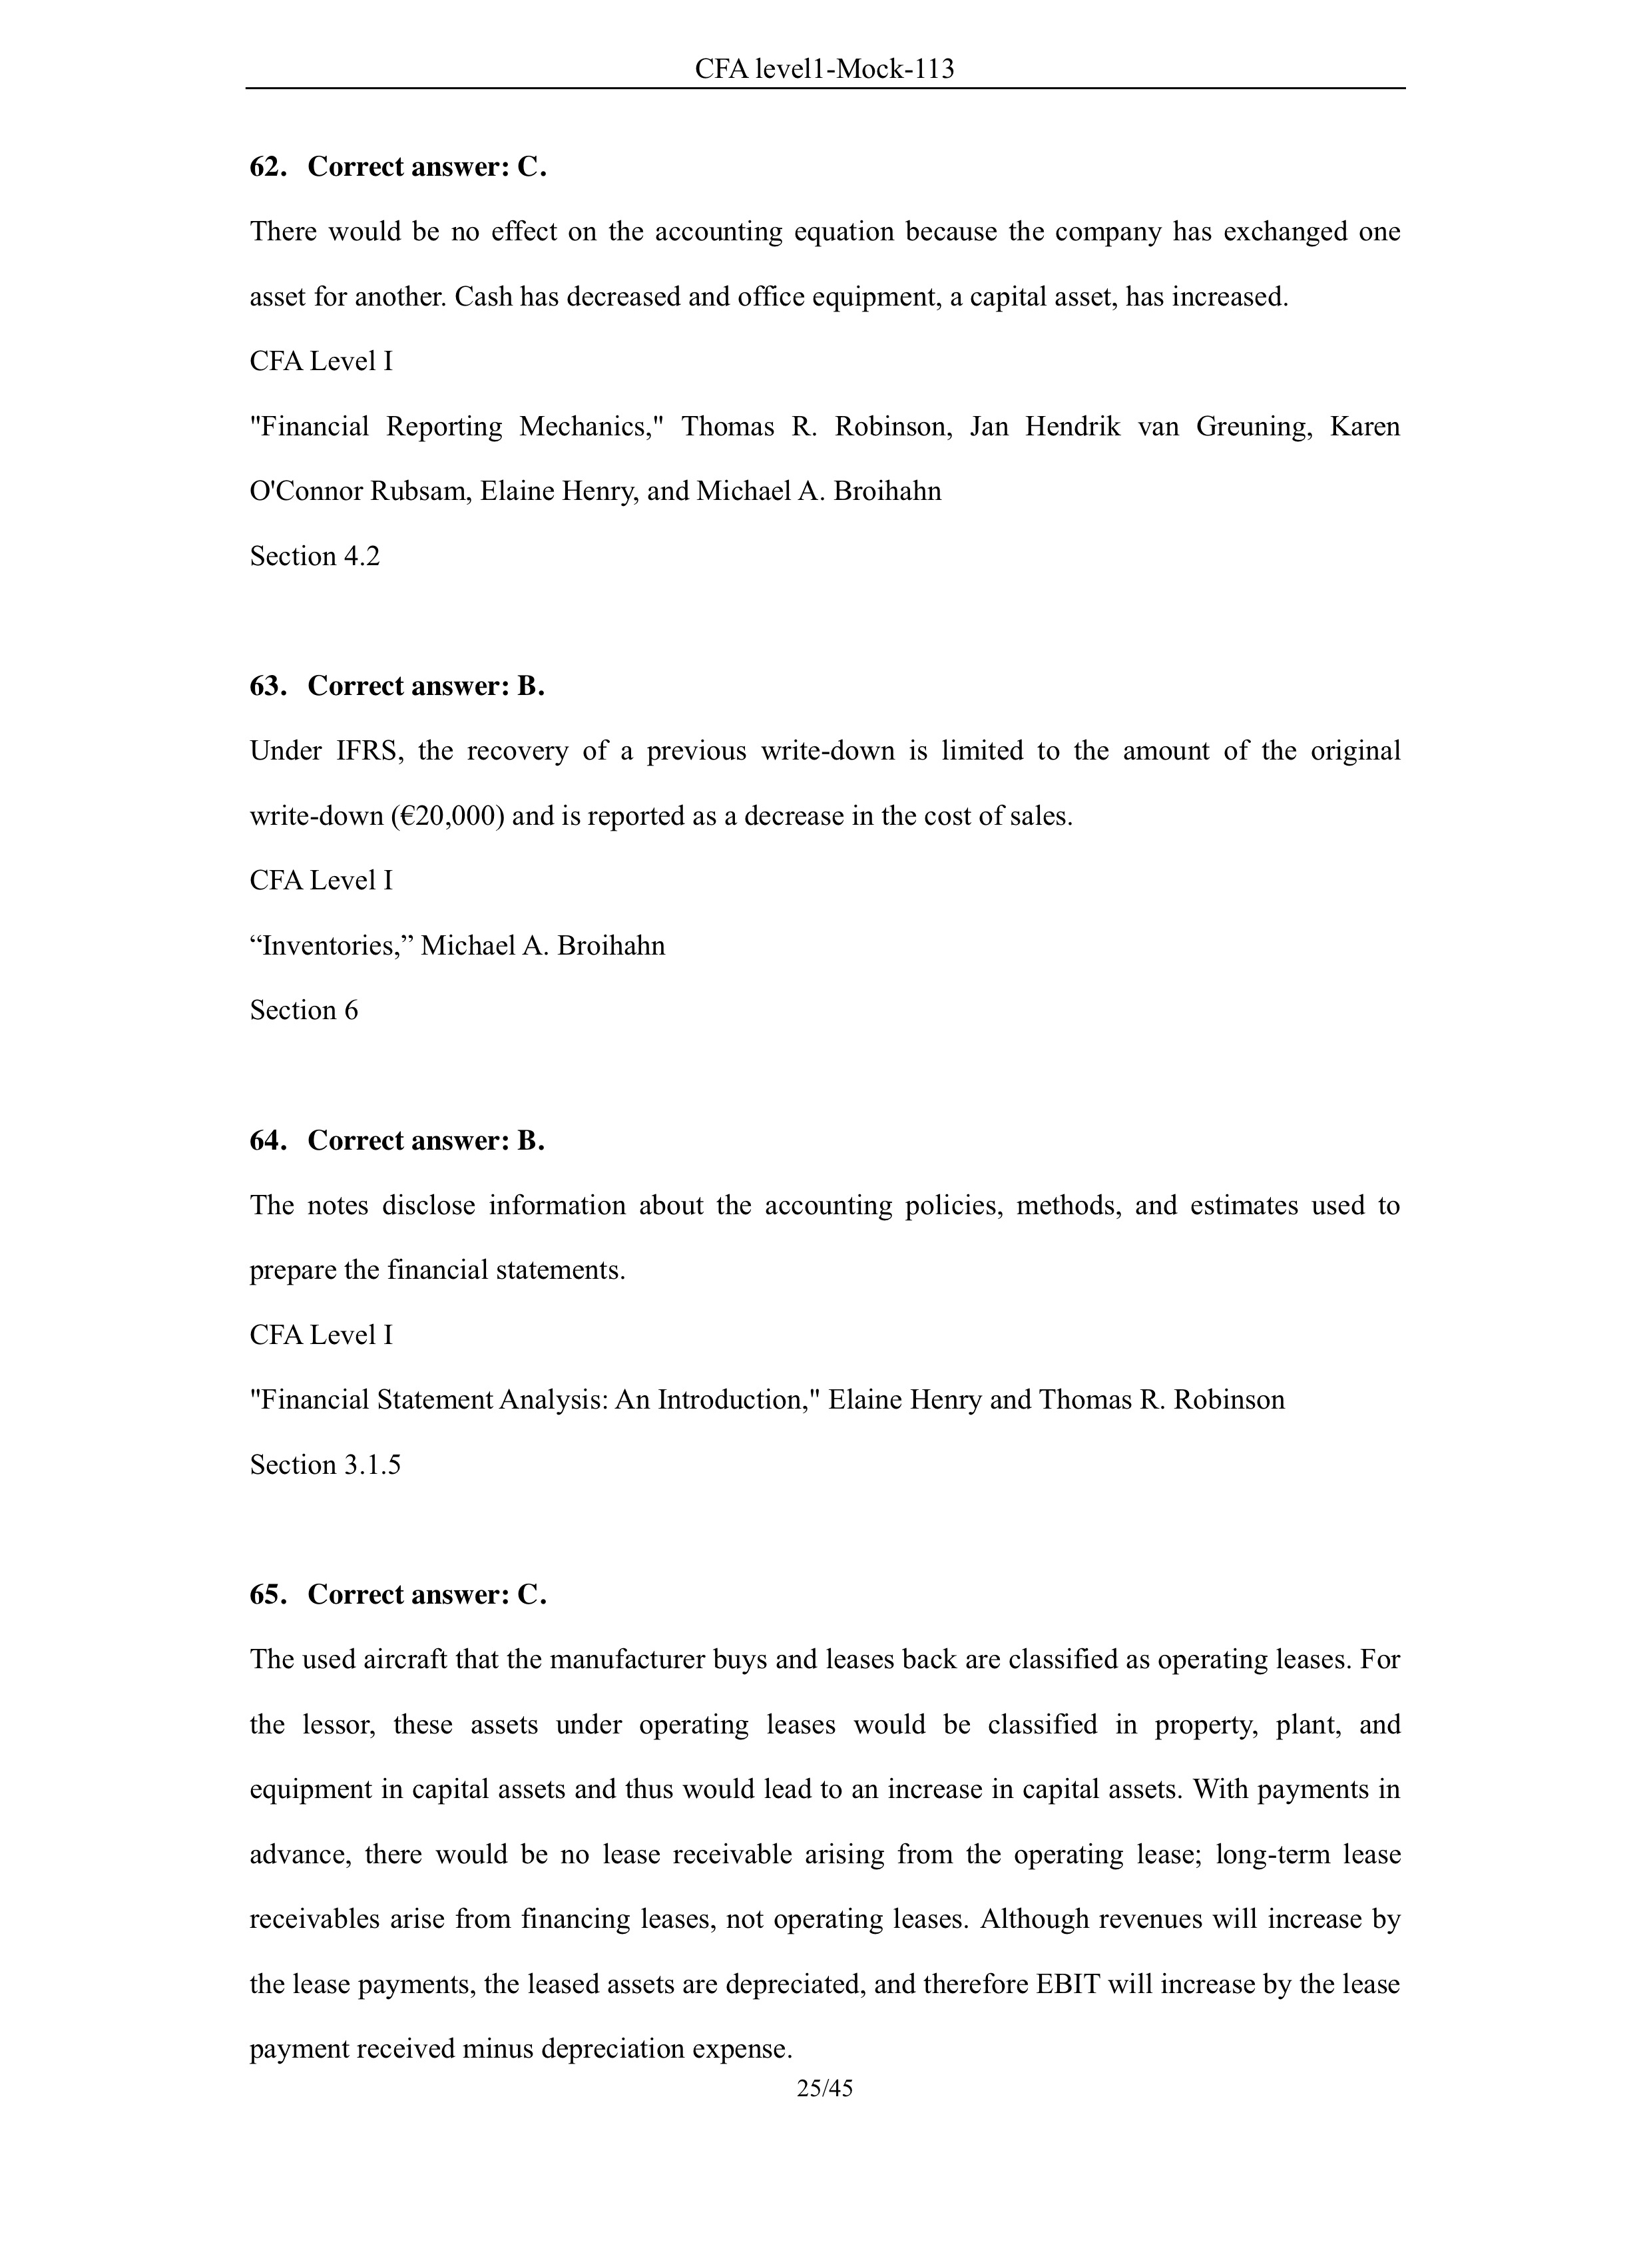 CFA level1-Mock-113
62. Correct answer: C.
There would be no effect on the accounting equation because the company has exchanged one
asset for another. Cash has decreased and office equipment, a capital asset, has increased.
CFA Level I
"Financial Reporting Mechanics," Thomas R. Robinson, Jan Hendrik van Greuning, Karen
O'Connor Rubsam, Elaine Henry, and Michael A. Broihahn
Section 4.2
63. Correct answer: B.
Under IFRS, the recovery of a previous write-down is limited to the amount of the original
write-down (€20,000) and is reported as a decrease in the cost of sales.
CFA Level I
“Inventories,” Michael A. Broihahn
Section 6
64. Correct answer: B.
The notes disclose information about the accounting policies, methods, and estimates used to
prepare the financial statements.
CFA Level I
"Financial Statement Analysis: An Introduction," Elaine Henry and Thomas R. Robinson
Section 3.1.5
65. Correct answer: C.
The used aircraft that the manufacturer buys and leases back are classified as operating leases. For
the lessor, these assets under operating leases would be classified in property, plant, and
equipment in capital assets and thus would lead to an increase in capital assets. With payments in
advance, there would be no lease receivable arising from the operating lease; long-term lease
receivables arise from financing leases, not operating leases. Although revenues will increase by
the lease payments, the leased assets are depreciated, and therefore EBIT will increase by the lease
payment received minus depreciation expense.
25/45